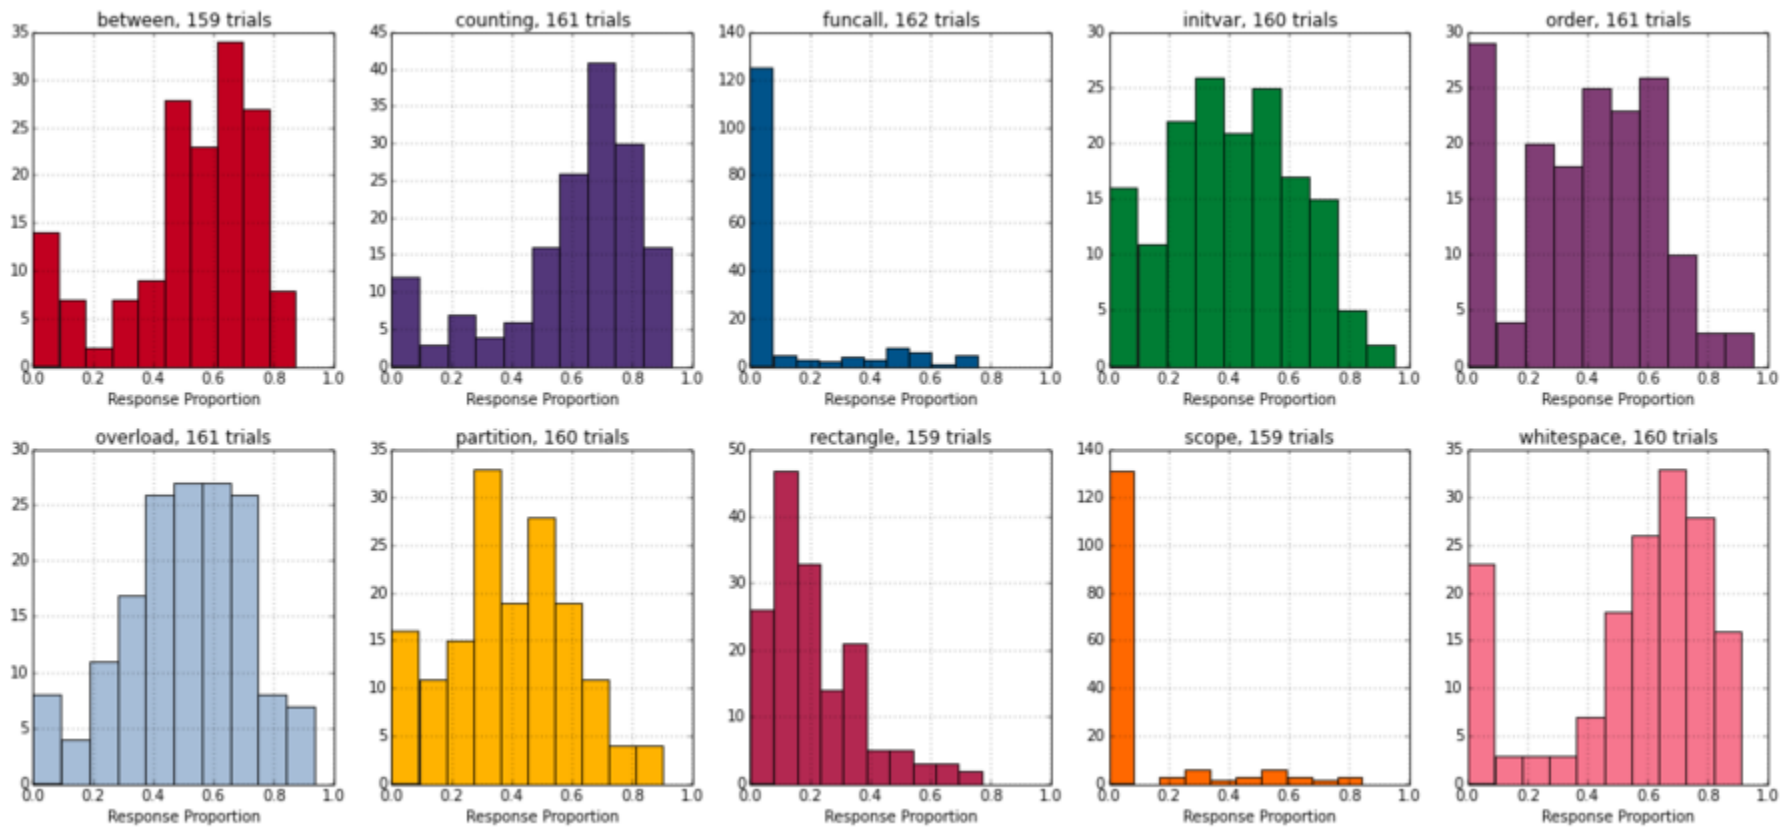 between, 159 trials
35
30
25
20
15
10
5
0
0.0 0.2 0.4 0.6 0.8 1.0
Response Proportion
counting, 161 trials
45
40
35
30
25
20
15
10
5
0
0.0 0.2 0.4 0.6 0.8 1.0
Response Proportion
funcall, 162 trials
140
120
100
80
60
40
20
0
0.0 0.2 0.4 0.6 0.8 1.0
Response Proportion
initvar, 160 trials
30
25
20
15
10
5
0
0.0 0.2 0.4 0.6 0.8 1.0
Response Proportion
order, 161 trials
30
25
20
15
10
5
0
0.0 0.2 0.4 0.6 0.8 1.0
Response Proportion
overload, 161 trials
30
25
20
15
10
5
0
0.0 0.2 0.4 0.6 0.8 1.0
Response Proportion
partition, 160 trials
35
30
25
20
15
10
5
0
0.0 0.2 0.4 0.6 0.8 1.0
Response Proportion
rectangle, 159 trials
50
40
30
20
10
0
0.0 0.2 0.4 0.6 0.8 1.0
Response Proportion
scope, 159 trials
140
120
100
80
60
40
20
0
0.0 0.2 0.4 0.6 0.8 1.0
Response Proportion
whitespace, 160 trials
35
30
25
20
15
10
5
0
0.0 0.2 0.4 0.6 0.8 1.0
Response Proportion